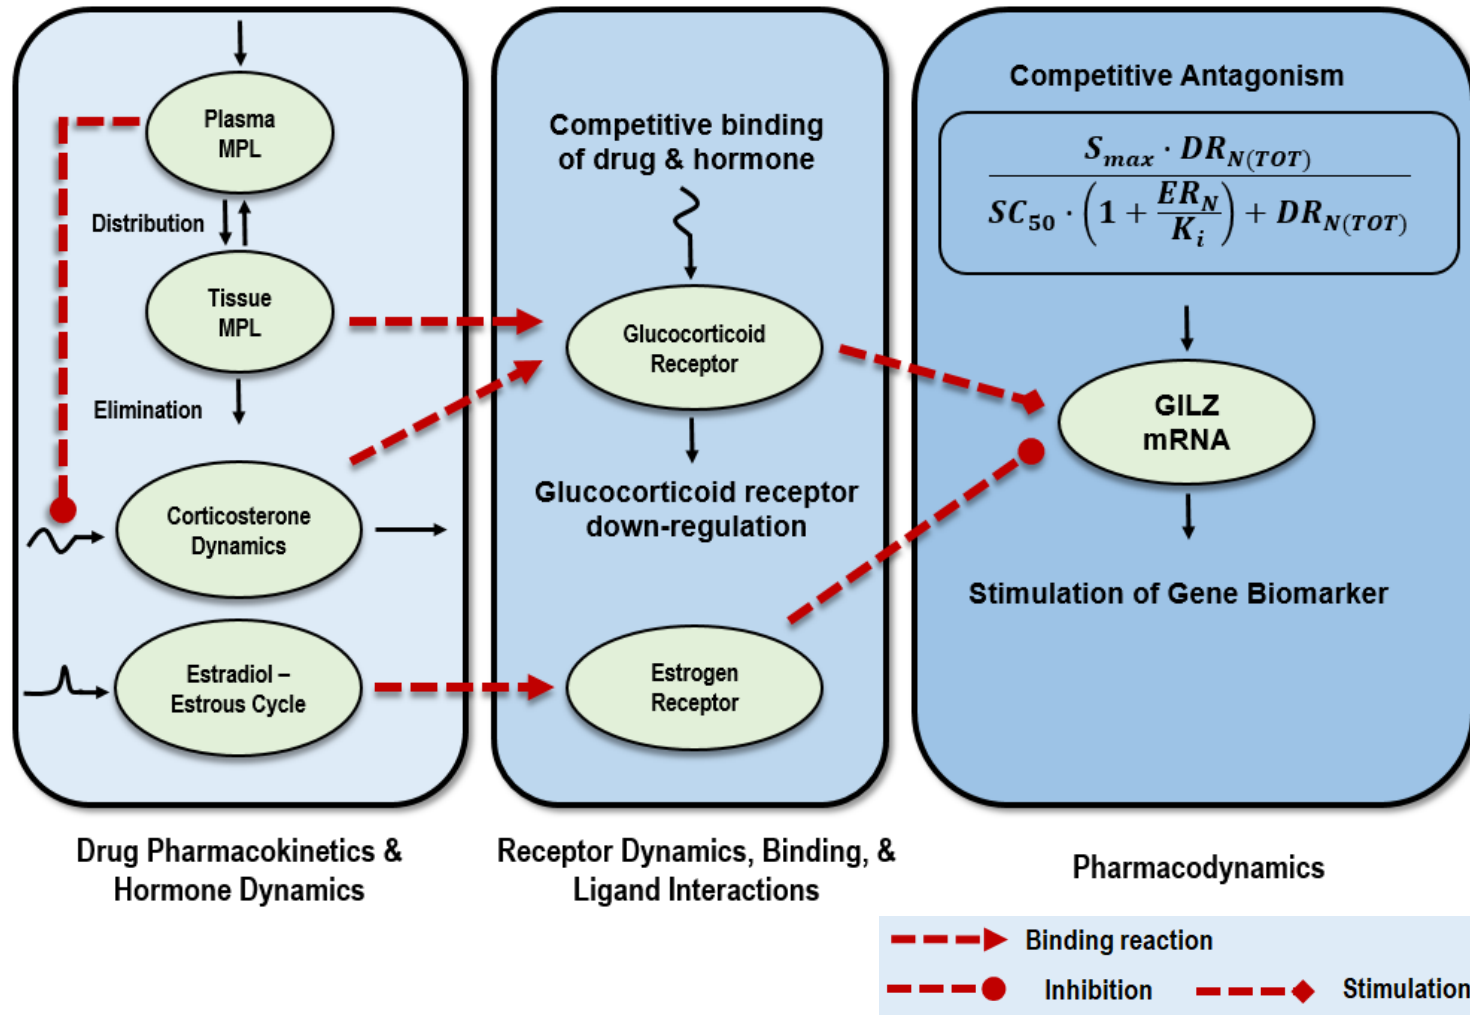 Plasma
MPL
Distribution
Tissue
MPL
Elimination
Corticosterone
Dynamics
Estradiol –
Estrous Cycle
Drug Pharmacokinetics &
Hormone Dynamics
Competitive binding
of drug & hormone
Glucocorticoid
Receptor
Glucocorticoid receptor
down-regulation
Estrogen
Receptor
Receptor Dynamics, Binding, &
Ligand Interactions
Competitive Antagonism
S_max · DR_N(TOT)
SC_50 · (1 + ER_N / K_i) + DR_N(TOT)
GILZ
mRNA
Stimulation of Gene Biomarker
Pharmacodynamics
Binding reaction
Inhibition
Stimulation